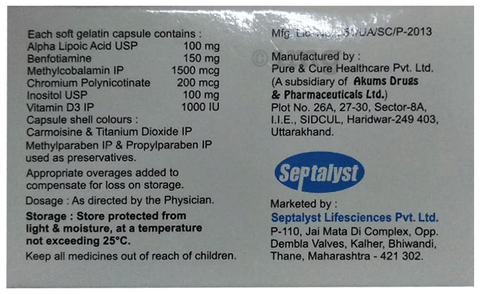 Each soft gelatin capsule contains :
Alpha Lipoic Acid USP 100 mg
Benfotiamine 150 mg
Methylcobalamin IP 1500 mcg
Chromium Polynicotinate 200 mcg
Inositol USP 100 mg
Vitamin D3 IP 1000 IU
Capsule shell colours :
Carmoisine & Titanium Dioxide IP
Methylparaben IP & Propylparaben IP
used as preservatives.
Appropriate overages added to
compensate for loss on storage.
Dosage : As directed by the Physician.
Storage : Store protected from
light & moisture, at a temperature
not exceeding 25°C.
Keep all medicines out of reach of children.
Mfg. Lic. /UA/SC/P-2013
Manufactured by :
Pure & Cure Healthcare Pvt. Ltd.
(A subsidiary of Akums Drugs
& Pharmaceuticals Ltd.)
Plot No. 26A, 27-30, Sector-8A,
I.I.E., SIDCUL, Haridwar-249 403,
Uttarakhand.
Septalyst
Marketed by :
Septalyst Lifesciences Pvt. Ltd.
P-110, Jai Mata Di Complex, Opp.
Dembla Valves, Kalher, Bhiwandi,
Thane, Maharashtra - 421 302.